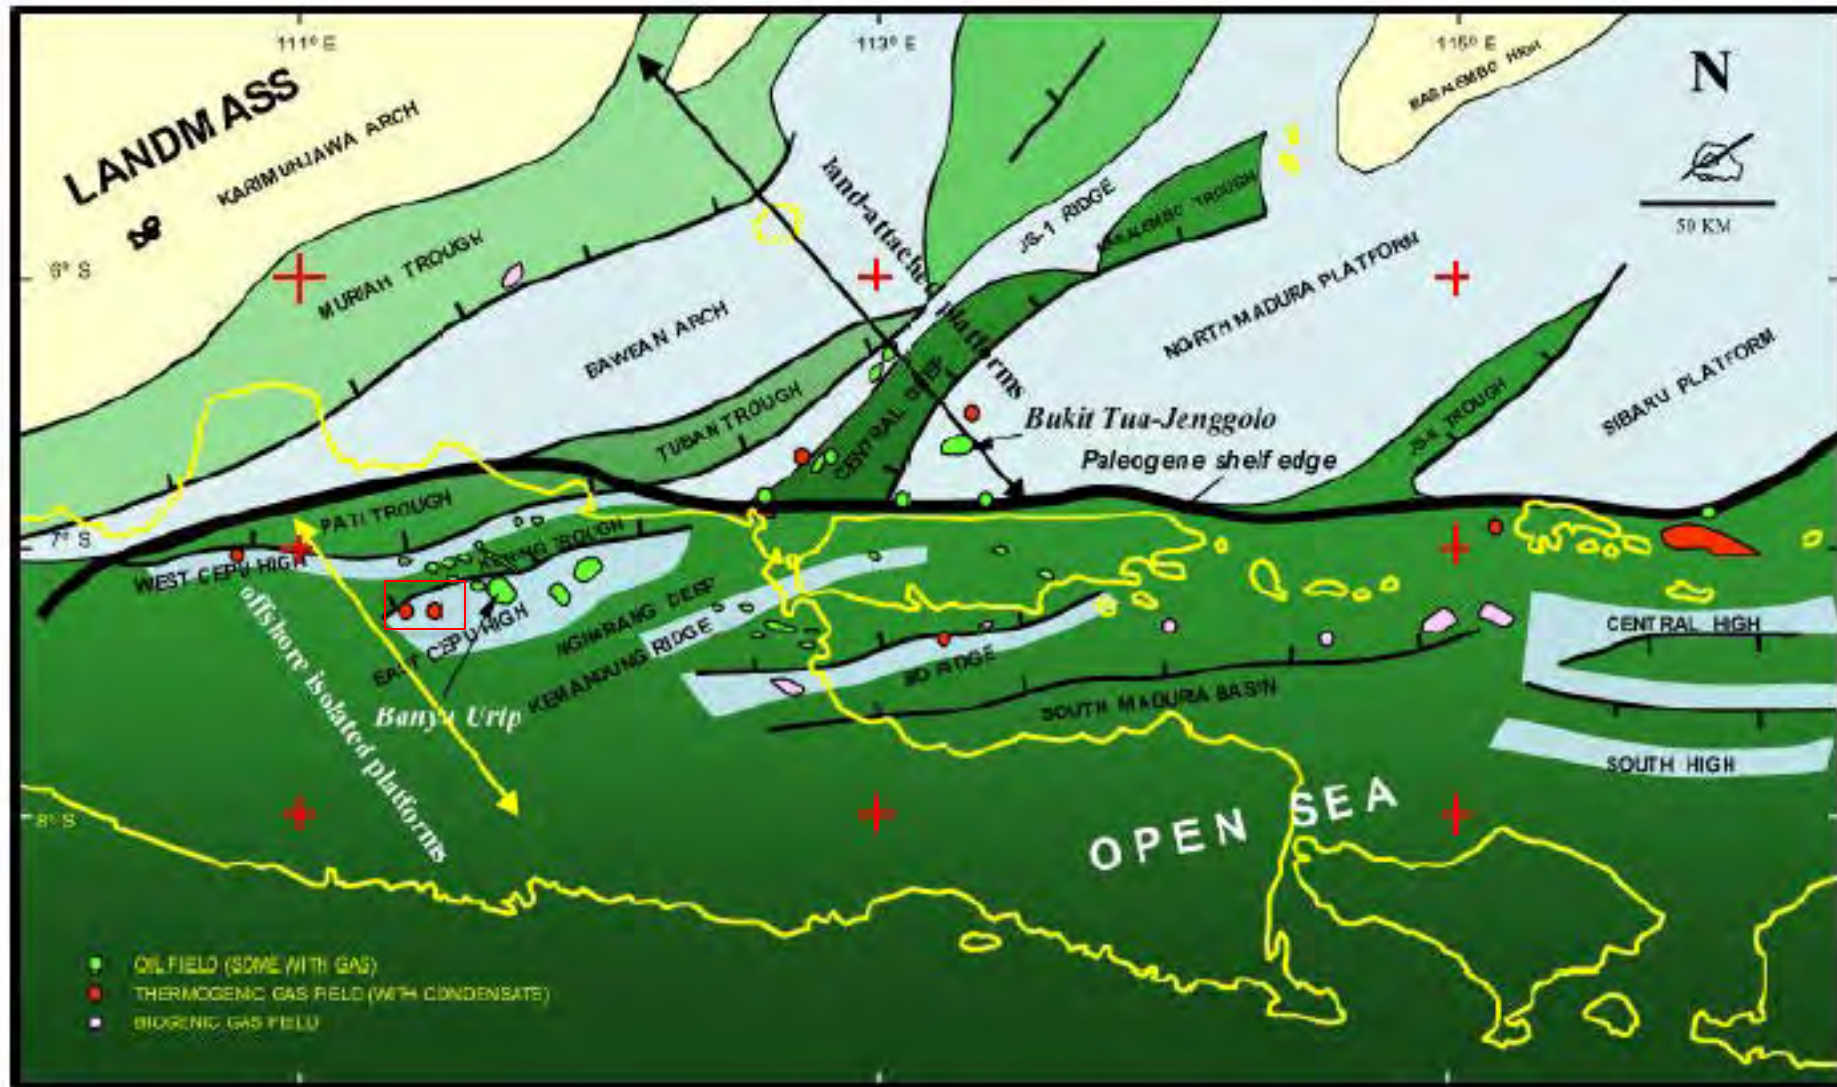 111° E
113° E
115° E
MASALEMBO HIGH
N
LANDMASS
KARIMUNJAWA ARCH
50 KM
land-attached platforms
JS-1 RIDGE
MASALEMBO TROUGH
6° S
MURIAH TROUGH
NORTH MADURA PLATFORM
BAWEAN ARCH
SIBARU PLATFORM
TUBAN TROUGH
CENTRAL DEEP
Bukit Tua-Jenggolo
Paleogene shelf edge
PATI TROUGH
7° S
WEST CEPU HIGH
TROUGH
offshore isolated platforms
EAST CEPU HIGH
NGIMBANG DEEP
KEMANDUNG RIDGE
CENTRAL HIGH
RIDGE
SOUTH MADURA BASIN
Banyu Urip
SOUTH HIGH
OPEN SEA
8° S
OIL FIELD (SOME WITH GAS)
THERMOGENIC GAS FIELD (WITH CONDENSATE)
BIOGENIC GAS FIELD